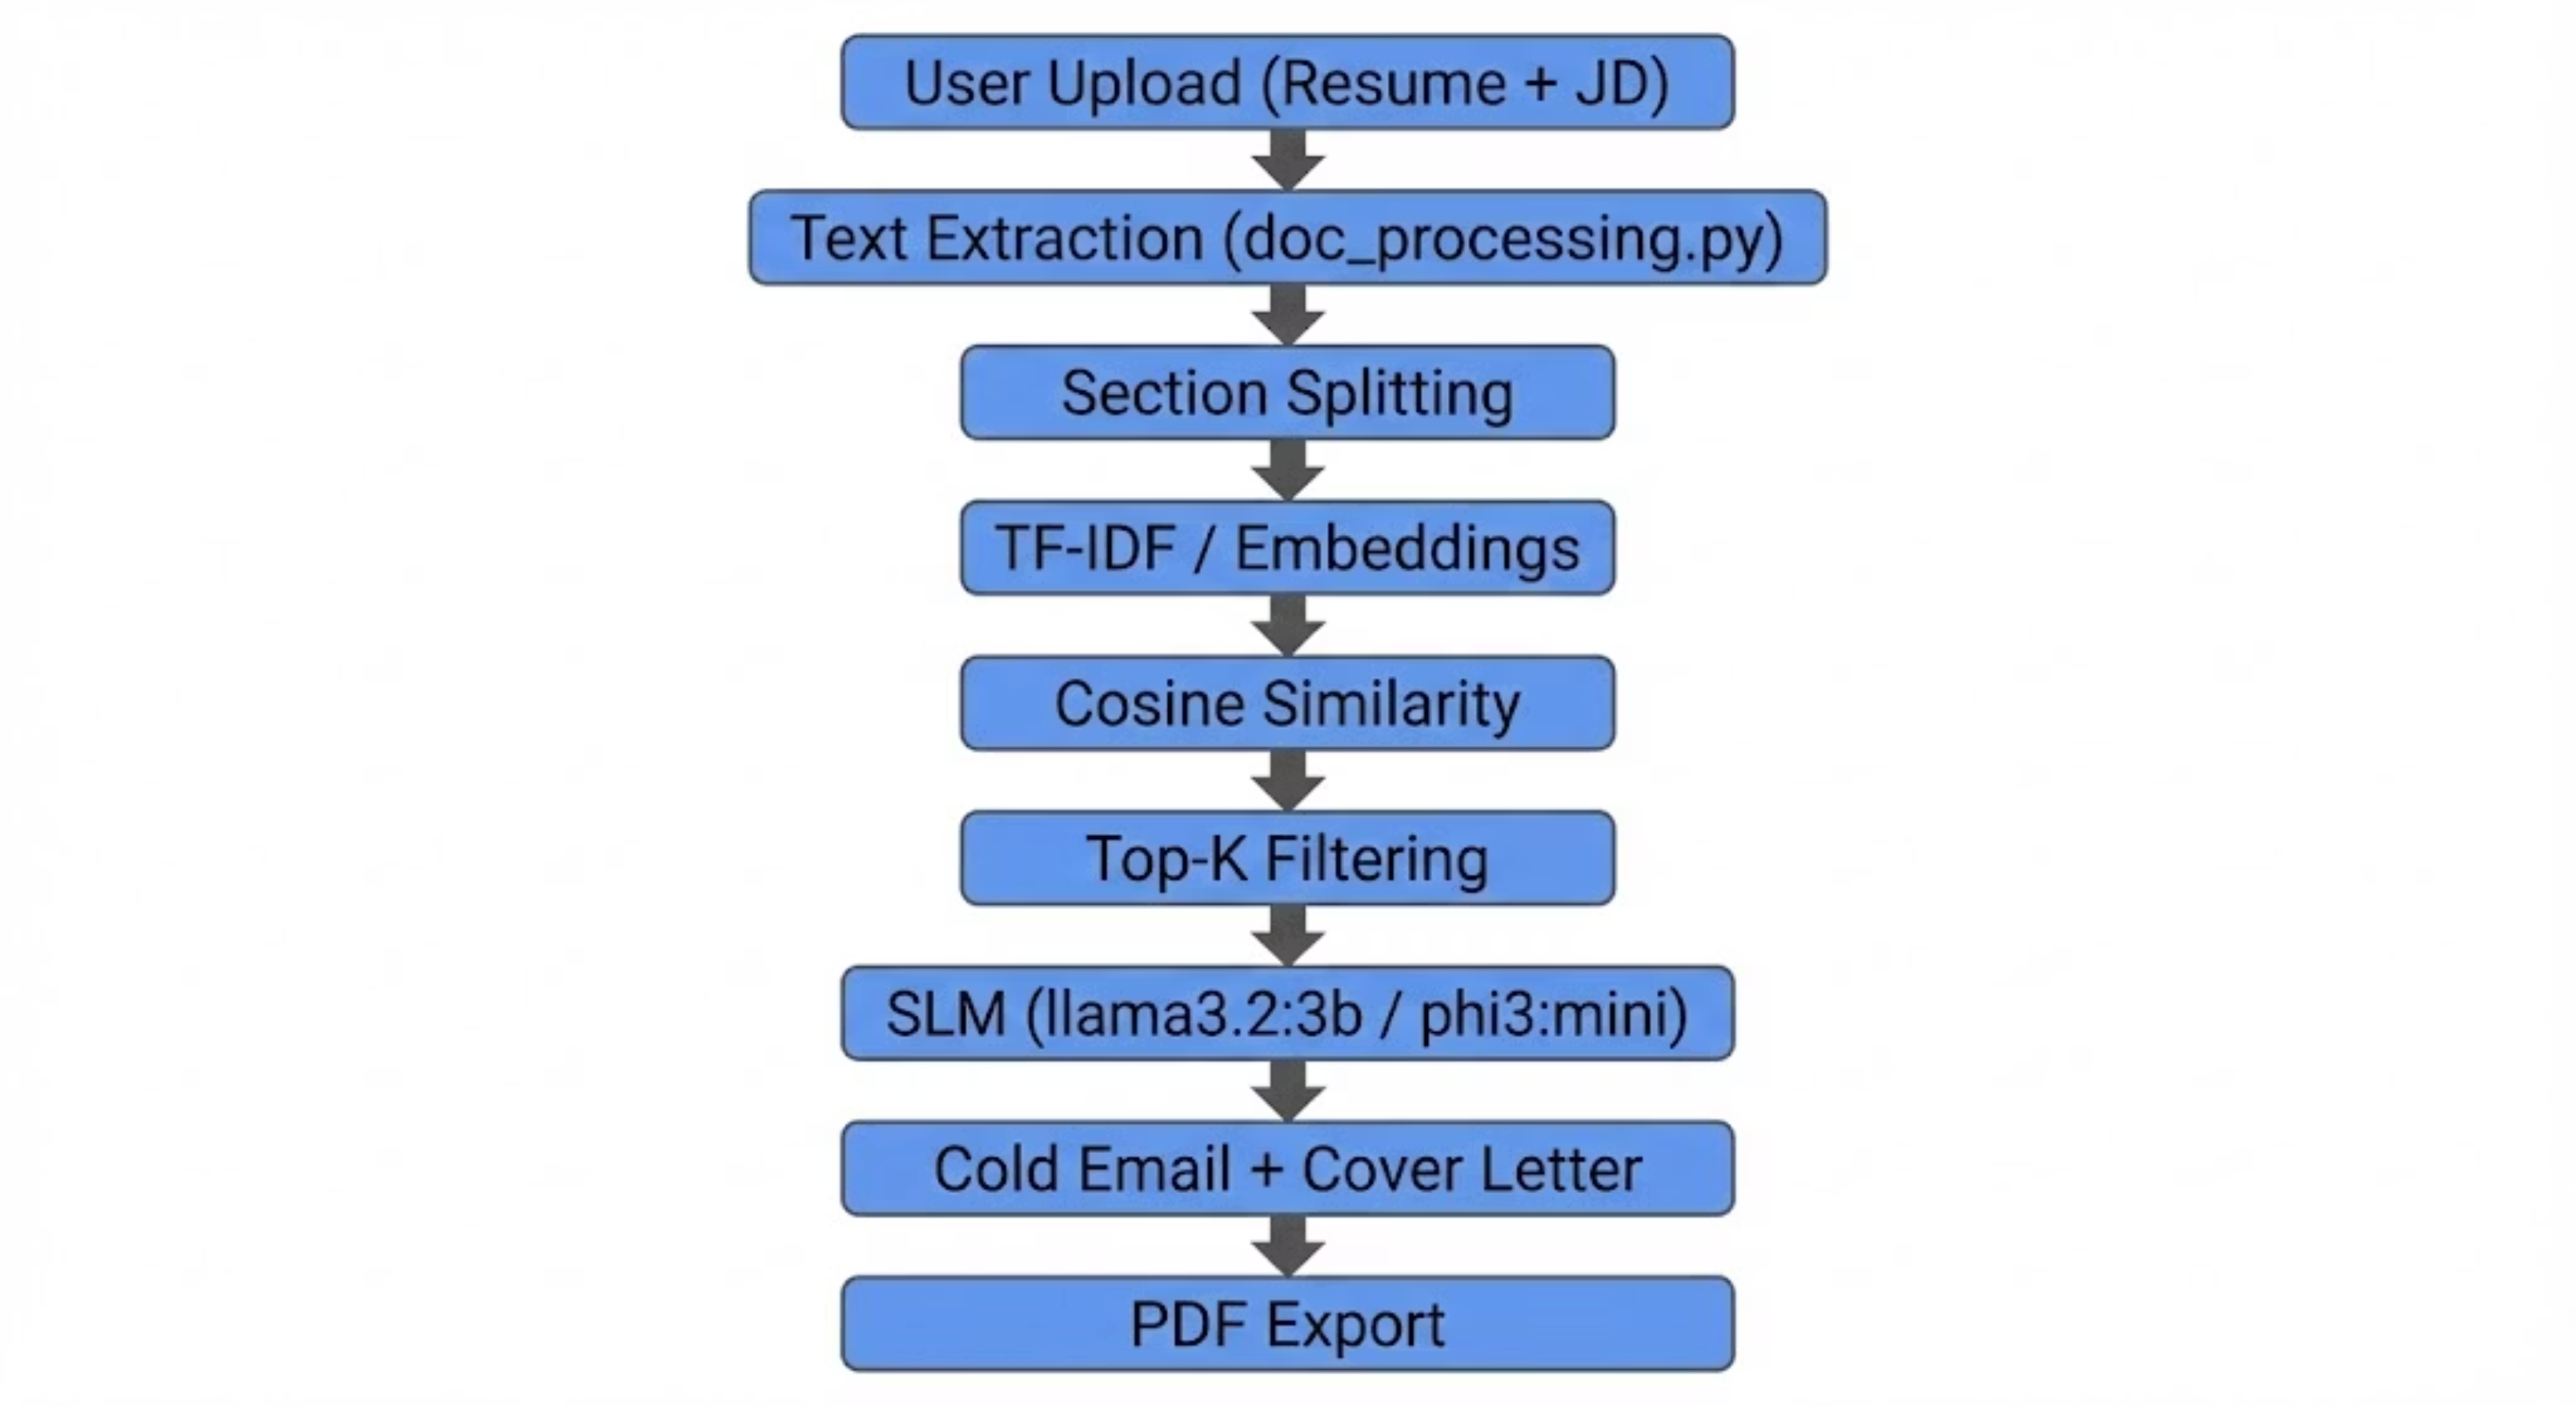 User Upload (Resume + JD)
Text Extraction (doc_processing.py)
Section Splitting
TF-IDF / Embeddings
Cosine Similarity
Top-K Filtering
SLM (llama3.2:3b / phi3:mini)
Cold Email + Cover Letter
PDF Export